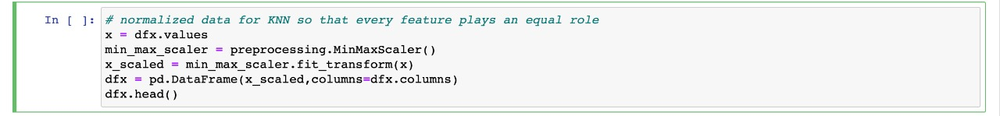 In [ ]: # normalized data for KNN so that every feature plays an equal role
x = dfx.values
min_max_scaler = preprocessing.MinMaxScaler()
x_scaled = min_max_scaler.fit_transform(x)
dfx = pd.DataFrame(x_scaled,columns=dfx.columns)
dfx.head()